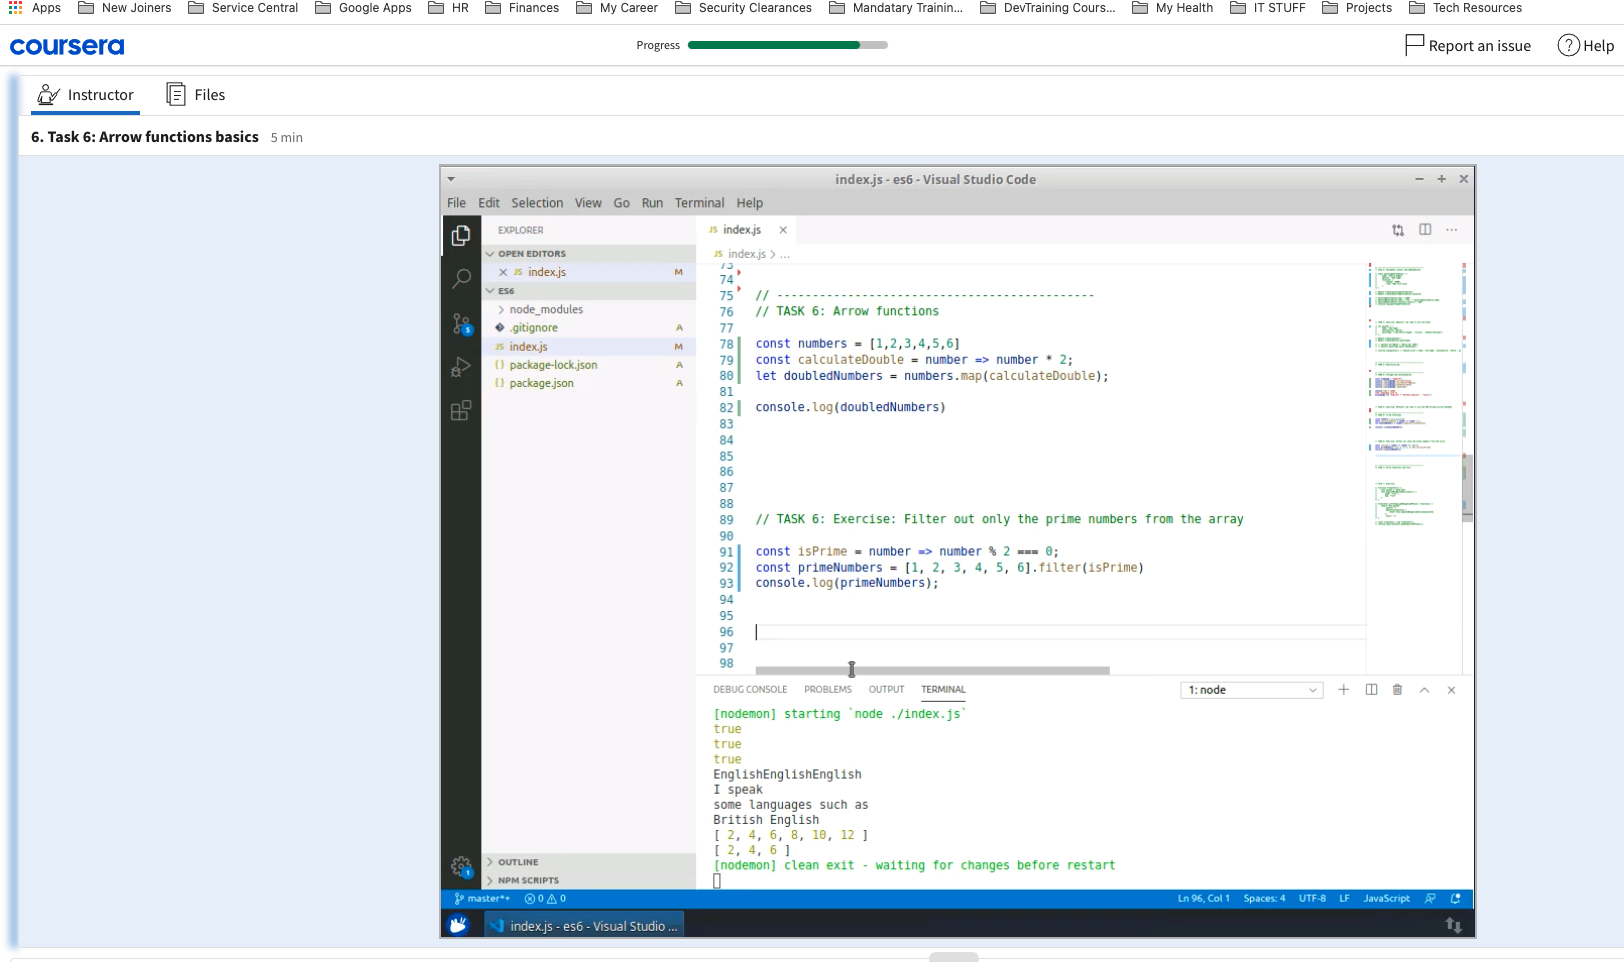 Apps New Joiners Service Central Google Apps HR Finances My Career Security Clearances Mandatary Trainin... DevTraining Cours... My Health IT STUFF Projects Tech Resources
coursera Progress Report an issue ? Help
Instructor Files
6. Task 6: Arrow functions basics 5 min
index.js - es6 - Visual Studio Code
File Edit Selection View Go Run Terminal Help
EXPLORER
OPEN EDITORS
JS index.js M
ES6
node_modules
.gitignore A
JS index.js M
{} package-lock.json A
{} package.json A
OUTLINE
NPM SCRIPTS
5
1
JS index.js
JS index.js > ...
73
74
75 // ---------------------------------------------
76 // TASK 6: Arrow functions
77
78 const numbers = [1,2,3,4,5,6]
79 const calculateDouble = number => number * 2;
80 let doubledNumbers = numbers.map(calculateDouble);
81
82 console.log(doubledNumbers)
83
84
85
86
87
88
89 // TASK 6: Exercise: Filter out only the prime numbers from the array
90
91 const isPrime = number => number % 2 === 0;
92 const primeNumbers = [1, 2, 3, 4, 5, 6].filter(isPrime)
93 console.log(primeNumbers);
94
95
96
97
98
DEBUG CONSOLE PROBLEMS OUTPUT TERMINAL 1: node
[nodemon] starting `node ./index.js`
true
true
true
EnglishEnglishEnglish
I speak
some languages such as
British English
[ 2, 4, 6, 8, 10, 12 ]
[ 2, 4, 6 ]
[nodemon] clean exit - waiting for changes before restart
master*+ 0 0 Ln 96, Col 1 Spaces: 4 UTF-8 LF JavaScript
index.js - es6 - Visual Studio ...